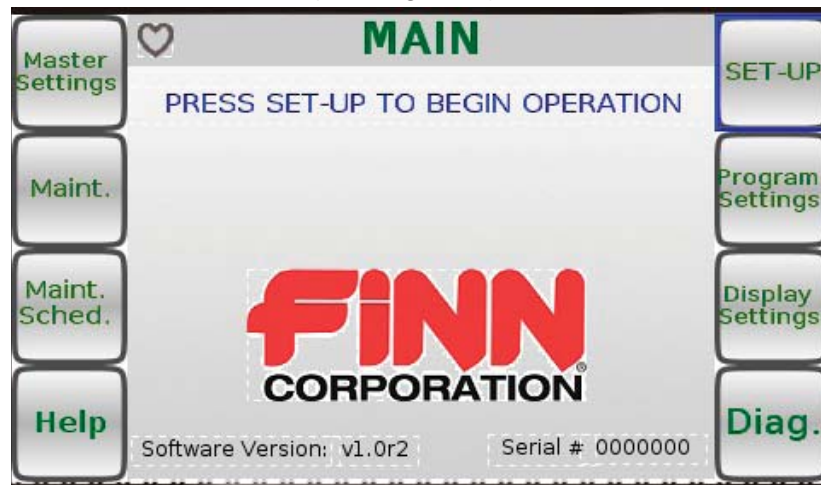 MAIN
PRESS SET-UP TO BEGIN OPERATION
Master
Settings
Maint.
Maint.
Sched.
Help
SET-UP
Program
Settings
Display
Settings
Diag.
FINN
CORPORATION®
Software Version: v1.0r2
Serial # 0000000